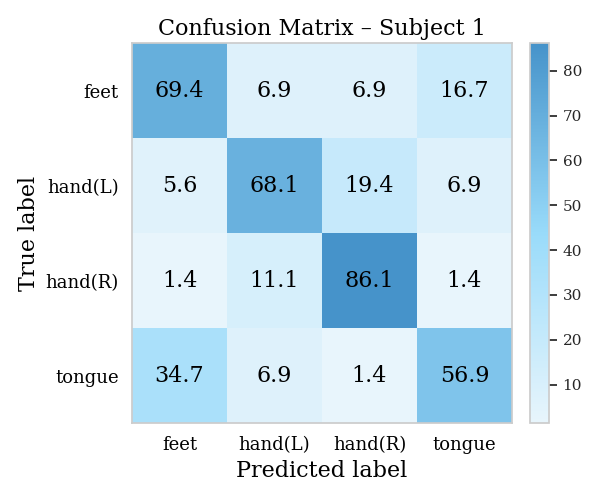 Confusion Matrix – Subject 1
True label
feet 69.4 6.9 6.9 16.7
hand(L) 5.6 68.1 19.4 6.9
hand(R) 1.4 11.1 86.1 1.4
tongue 34.7 6.9 1.4 56.9
feet hand(L) hand(R) tongue
Predicted label
80
70
60
50
40
30
20
10